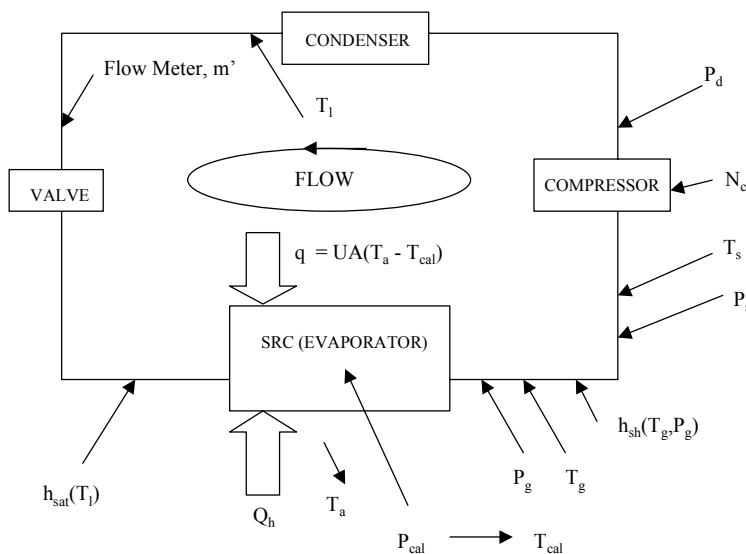 CONDENSER
Flow Meter, m’
T_l
P_d
FLOW
VALVE
COMPRESSOR
N_c
q = UA(T_a - T_cal)
T_s
SRC (EVAPORATOR)
h_sh(T_g,P_g)
h_sat(T_l)
P_g
T_g
T_a
Q_h
P_cal
T_cal